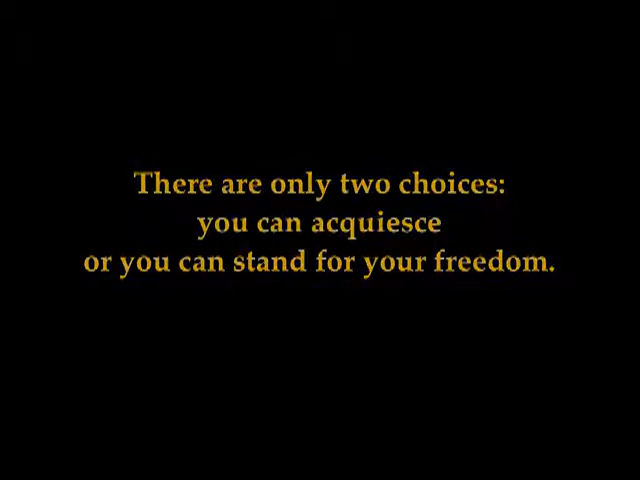 There are only two choices:
you can acquiesce
or you can stand for your freedom.